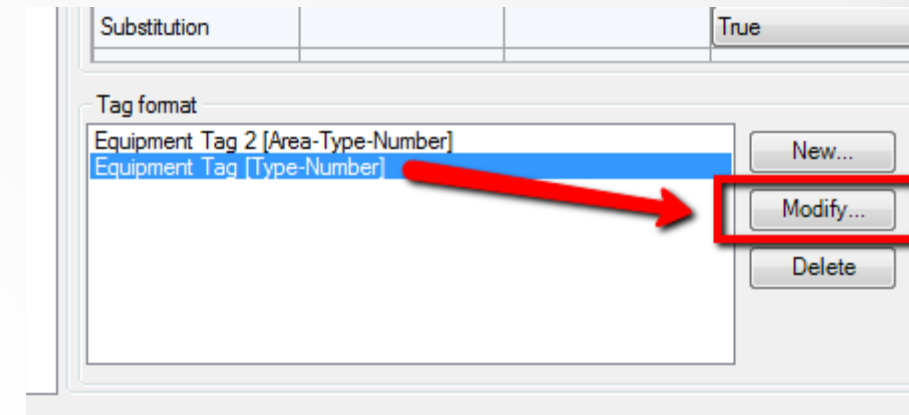 Substitution True
Tag format
Equipment Tag 2 [Area-Type-Number]
Equipment Tag [Type-Number]
New...
Modify...
Delete